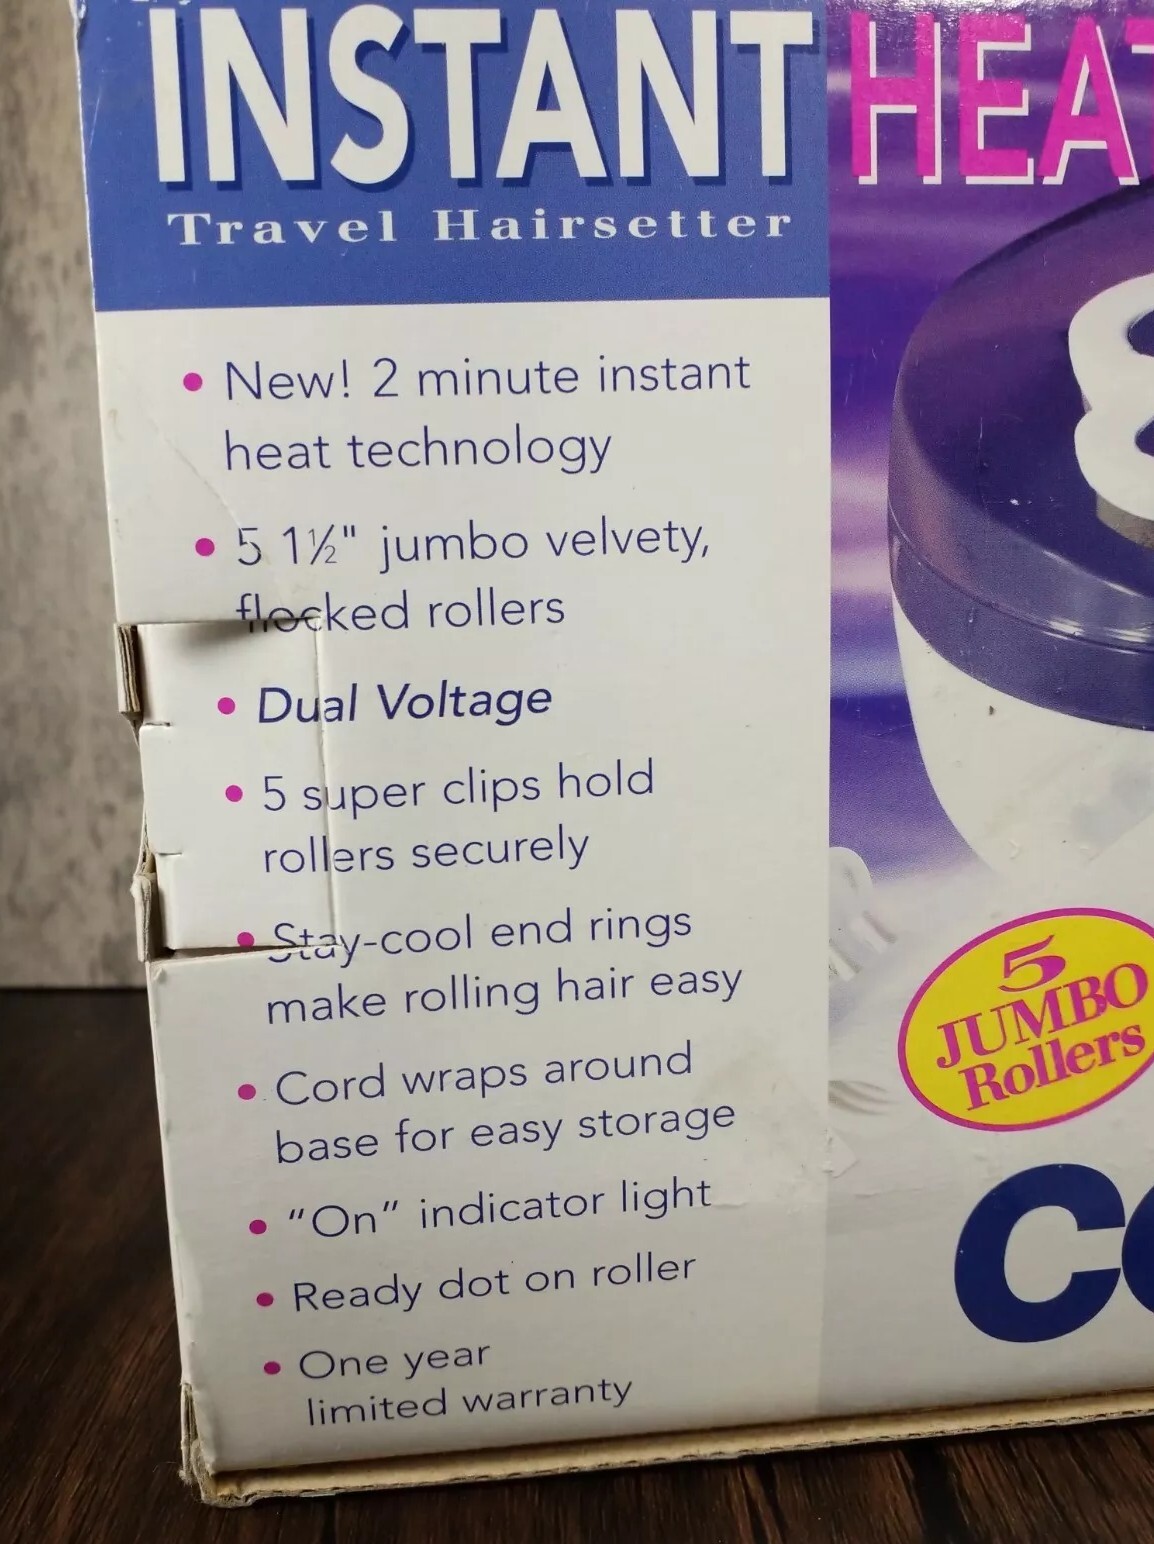 INSTANT HEAT
Travel Hairsetter
• New! 2 minute instant
heat technology
• 5 1½" jumbo velvety,
flocked rollers
• Dual Voltage
• 5 super clips hold
rollers securely
• Stay-cool end rings
make rolling hair easy
• Cord wraps around
base for easy storage
• “On” indicator light
• Ready dot on roller
• One year
limited warranty
5
JUMBO
Rollers